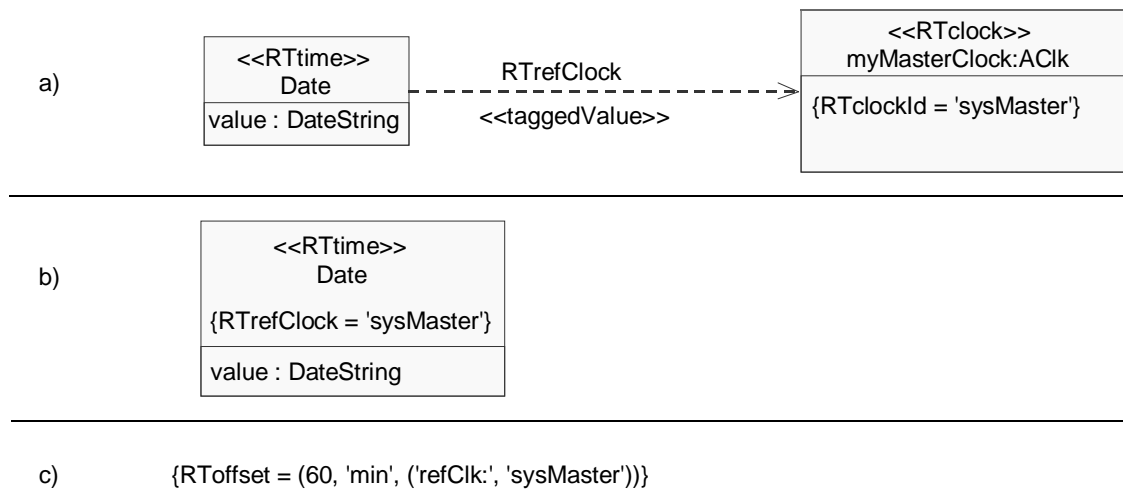 a)
<<RTtime>>
Date
value : DateString
RTrefClock
<<taggedValue>>
<<RTclock>>
myMasterClock:AClk
{RTclockId = 'sysMaster'}
b)
<<RTtime>>
Date
{RTrefClock = 'sysMaster'}
value : DateString
c)
{RToffset = (60, 'min', ('refClk:', 'sysMaster'))}